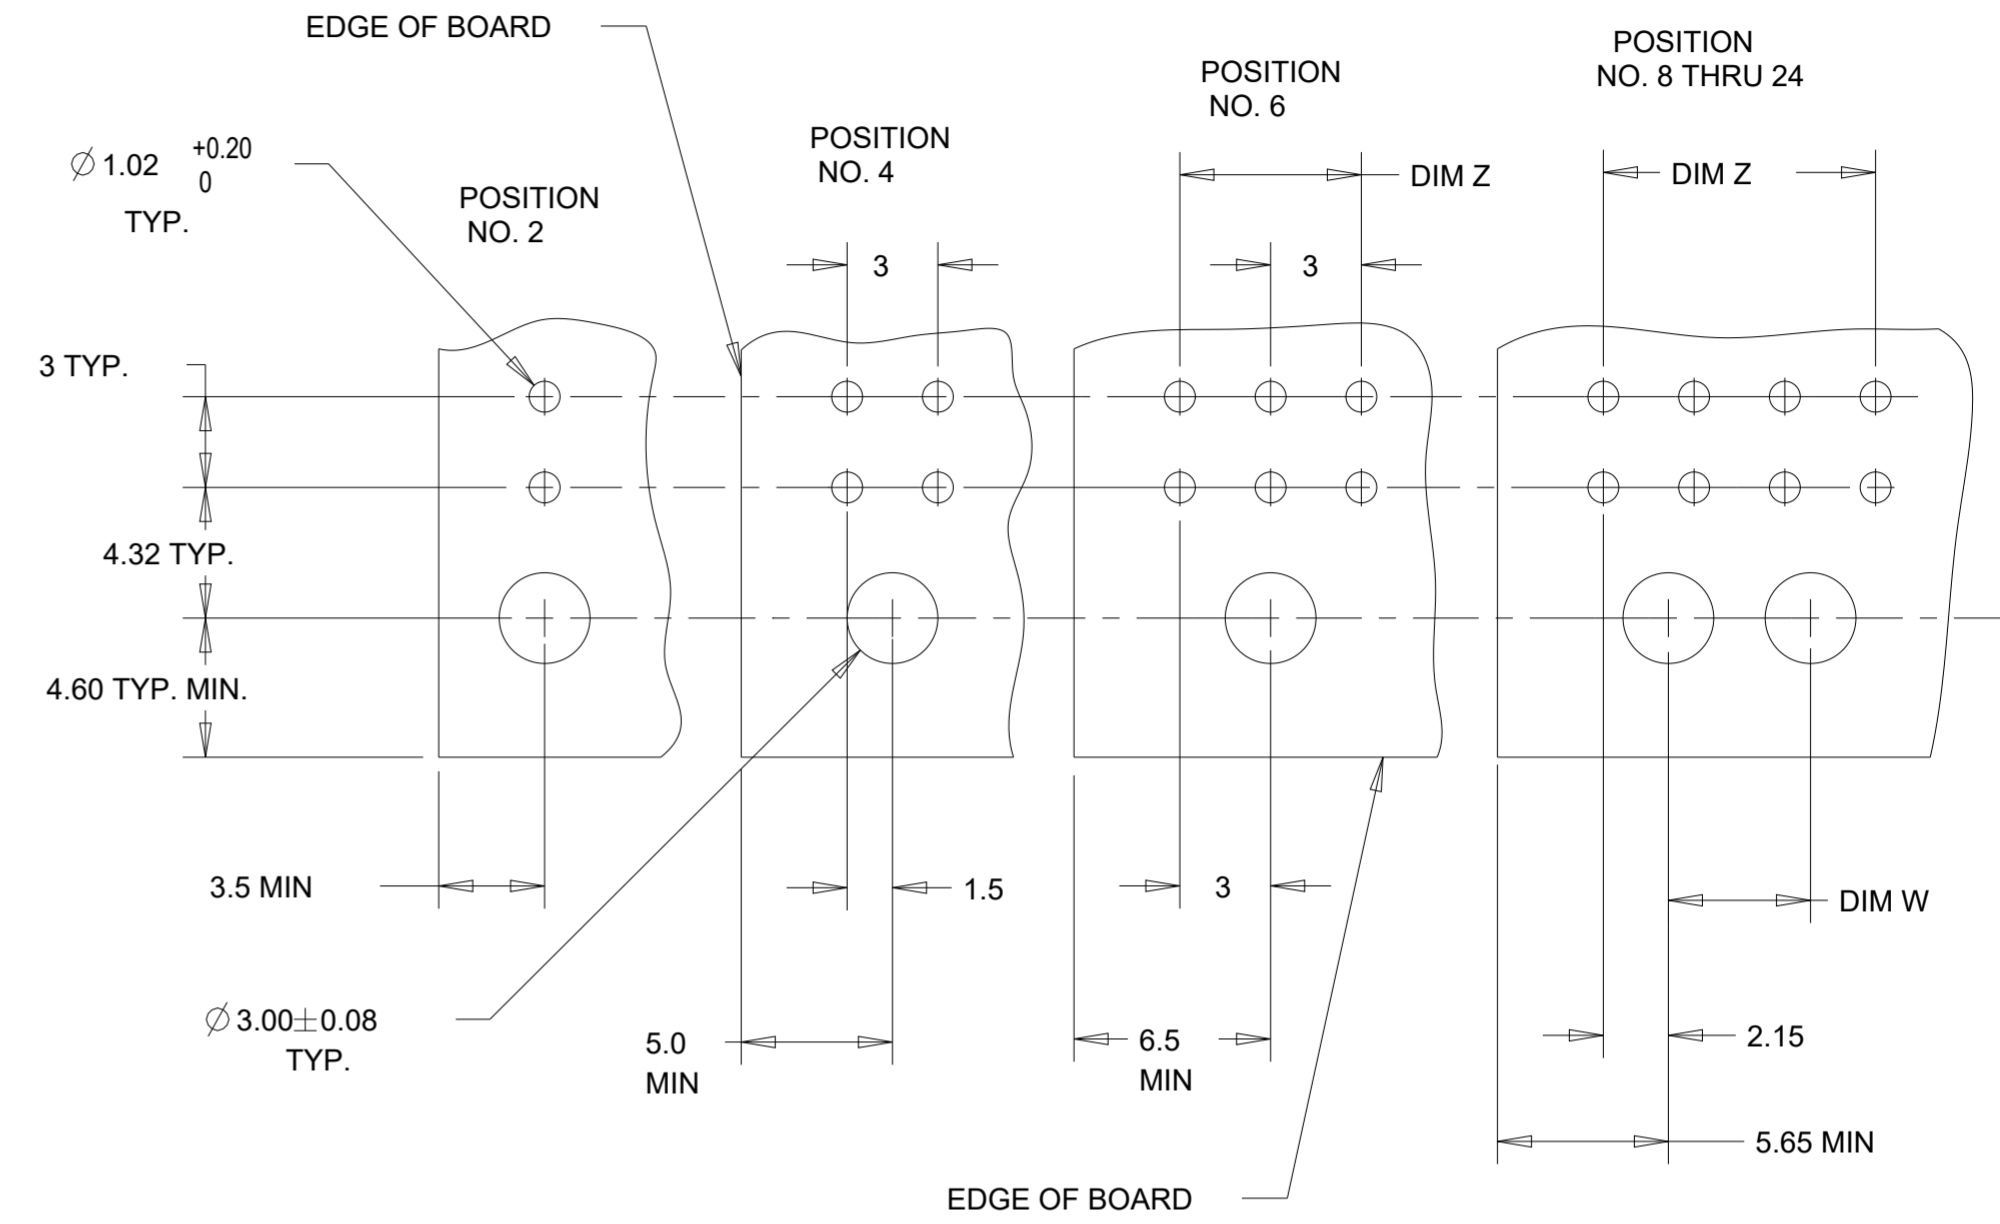 EDGE OF BOARD
POSITION
NO. 8 THRU 24
POSITION
NO. 6
POSITION
NO. 4
⌀ 1.02 +0.20
0
TYP.
POSITION
NO. 2
DIM Z
DIM Z
3
3
3 TYP.
4.32 TYP.
4.60 TYP. MIN.
3.5 MIN
1.5
3
DIM W
⌀ 3.00±0.08
TYP.
5.0
MIN
6.5
MIN
2.15
5.65 MIN
EDGE OF BOARD